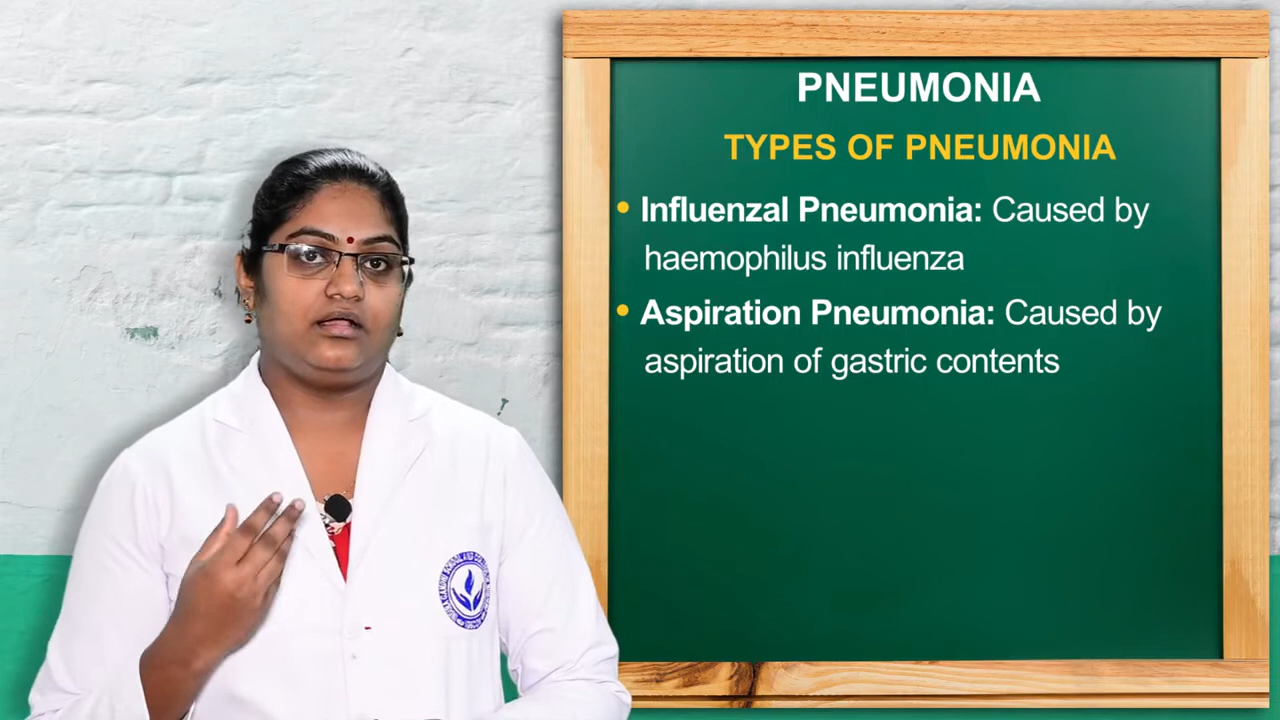 PNEUMONIA
TYPES OF PNEUMONIA
• Influenzal Pneumonia: Caused by
haemophilus influenza
• Aspiration Pneumonia: Caused by
aspiration of gastric contents